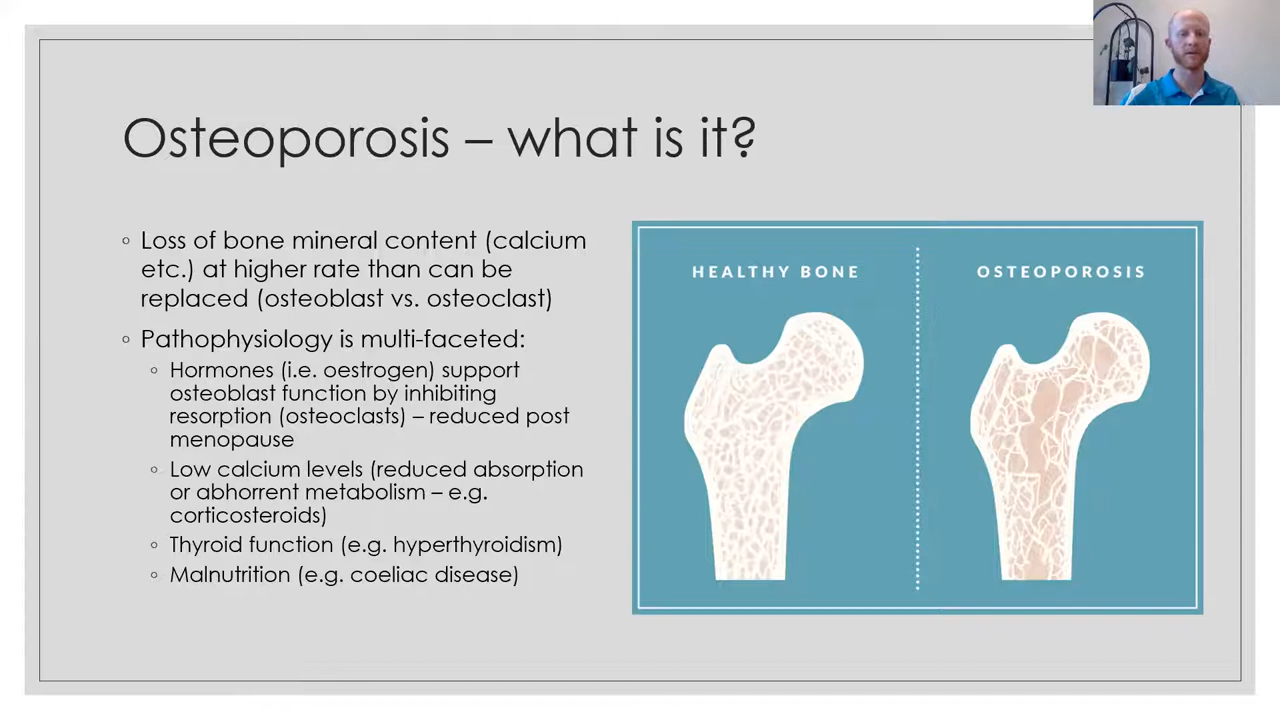 Osteoporosis – what is it?
◦ Loss of bone mineral content (calcium
etc.) at higher rate than can be
replaced (osteoblast vs. osteoclast)
◦ Pathophysiology is multi-faceted:
◦ Hormones (i.e. oestrogen) support
osteoblast function by inhibiting
resorption (osteoclasts) – reduced post
menopause
◦ Low calcium levels (reduced absorption
or abhorrent metabolism – e.g.
corticosteroids)
◦ Thyroid function (e.g. hyperthyroidism)
◦ Malnutrition (e.g. coeliac disease)
HEALTHY BONE
OSTEOPOROSIS